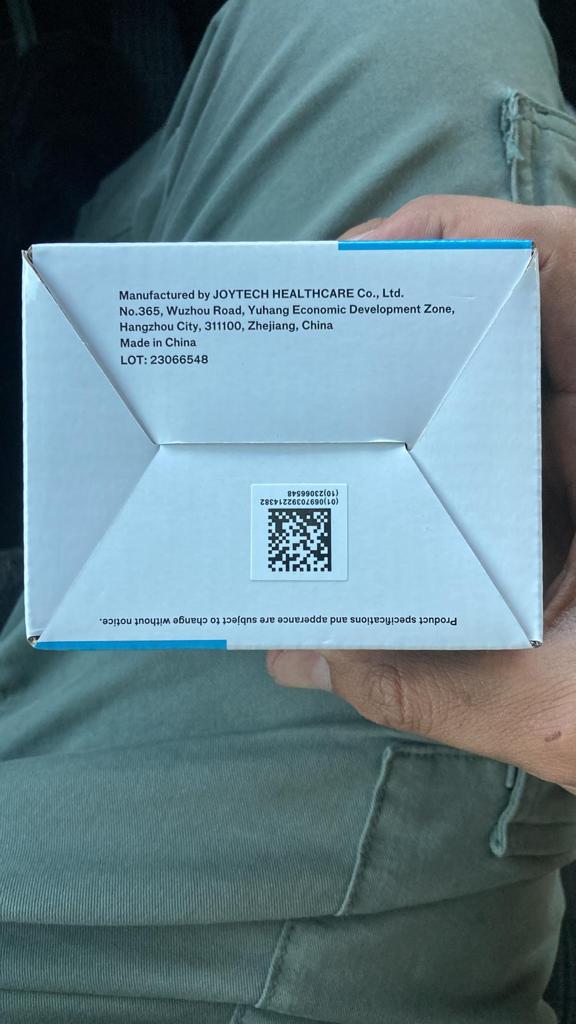 Manufactured by JOYTECH HEALTHCARE Co., Ltd.
No.365, Wuzhou Road, Yuhang Economic Development Zone,
Hangzhou City, 311100, Zhejiang, China
Made in China
LOT: 23066548
(01)06970392214382
(10)23066548
Product specifications and apperance are subject to change without notice.